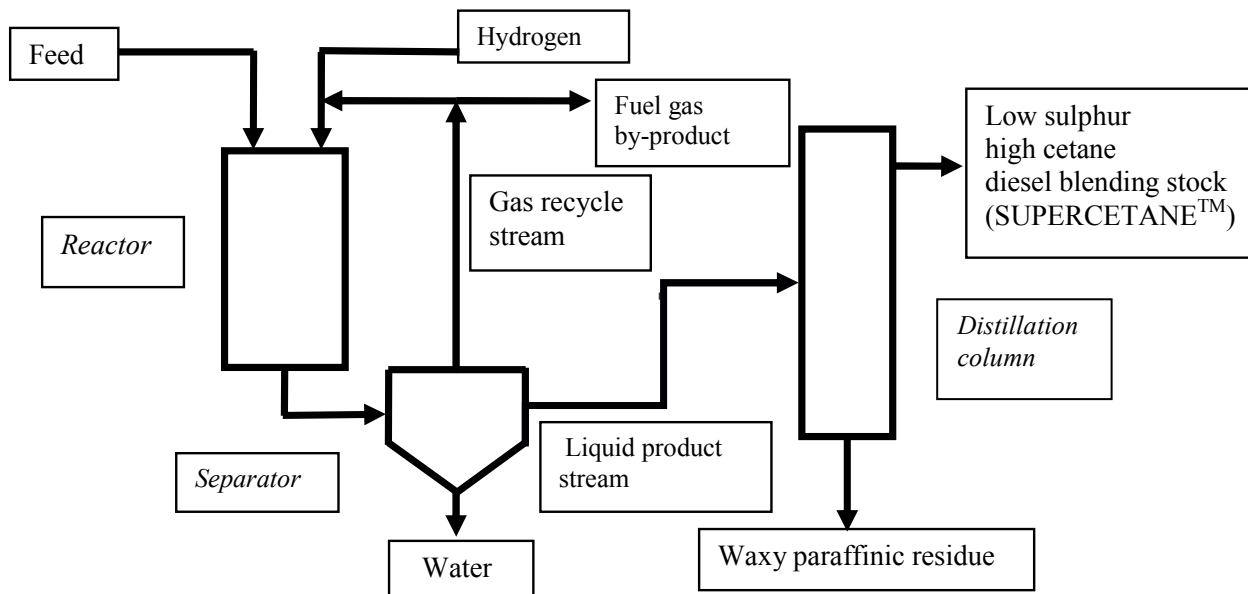 Feed
Hydrogen
Fuel gas
by-product
Low sulphur
high cetane
diesel blending stock
(SUPERCETANE™)
Gas recycle
stream
Reactor
Distillation
column
Separator
Liquid product
stream
Water
Waxy paraffinic residue